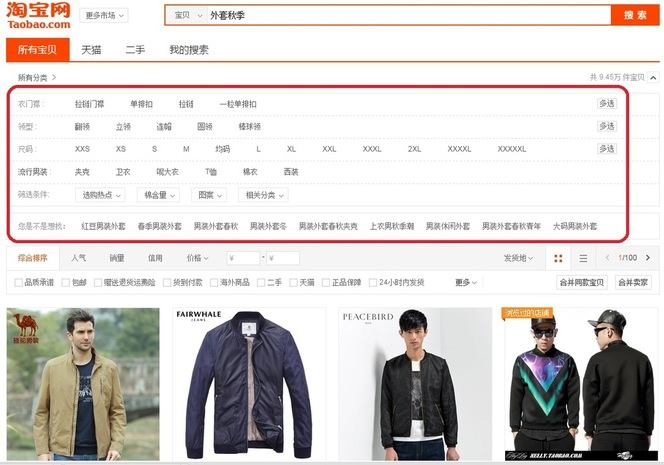 淘宝网
Taobao.com
更多市场
宝贝 外套秋季
搜 索
所有宝贝 天猫 二手 我的搜索
所有分类 >
共 9.45万 件宝贝
衣门襟: 拉链门襟 单排扣 拉链 一粒单排扣 多选
领型: 翻领 立领 连帽 圆领 棒球领 多选
尺码: XXS XS S M 均码 L XL XXL XXXL 2XL XXXXL XXXXXL 多选
流行男装: 夹克 卫衣 呢大衣 T恤 棉衣 西装
筛选条件: 选购热点 棉含量 图案 相关分类
您是不是想找: 红豆男装外套 春季男装外套 男装外套春秋 男装外套冬 男装外套春秋夹克 上衣男秋季潮 男装休闲外套 男装外套春秋青年 大码男装外套
综合排序 人气 销量 信用 价格 ¥ - ¥ 发货地 < 1/100 >
品质承诺 包邮 赠送退货运费险 货到付款 海外商品 二手 天猫 正品保障 24小时内发货 更多 合并同款宝贝 合并卖家
FAIRWHALE
JEANS
PEACEBIRD
浏览过的店铺
KELLY.TAOBAO.COM